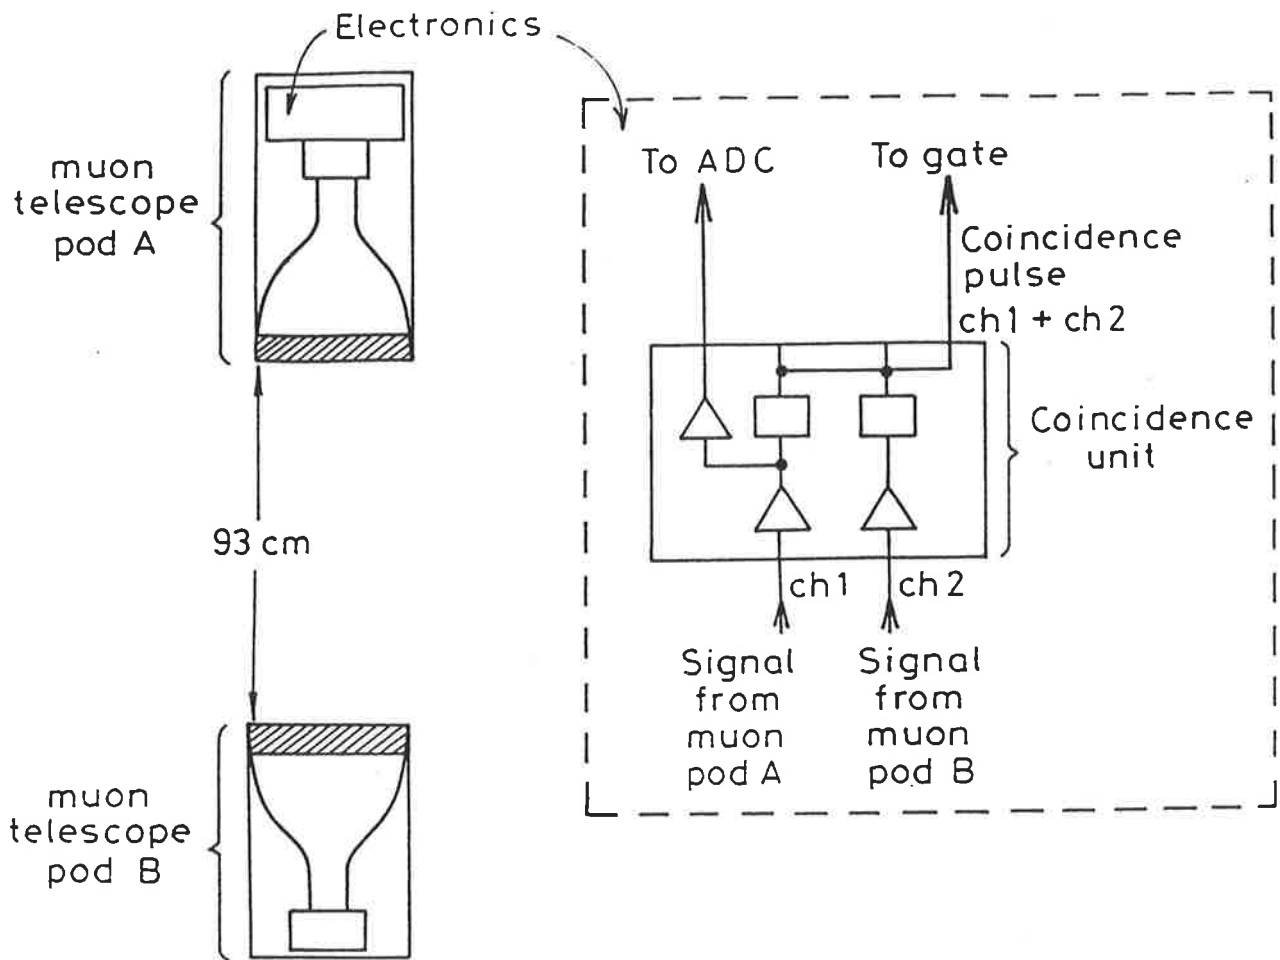 Electronics
muon
telescope
pod A
93 cm
muon
telescope
pod B
To ADC
To gate
Coincidence
pulse
ch1 + ch2
Coincidence
unit
ch1
ch2
Signal
from
muon
pod A
Signal
from
muon
pod B